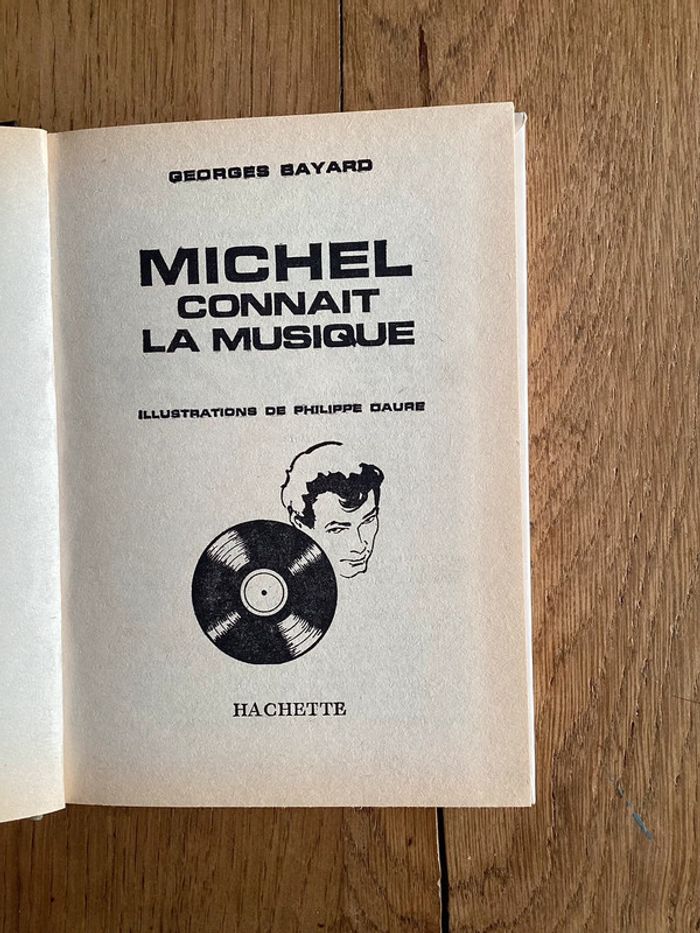 GEORGES BAYARD
MICHEL
CONNAIT
LA MUSIQUE
ILLUSTRATIONS DE PHILIPPE DAURE
HACHETTE